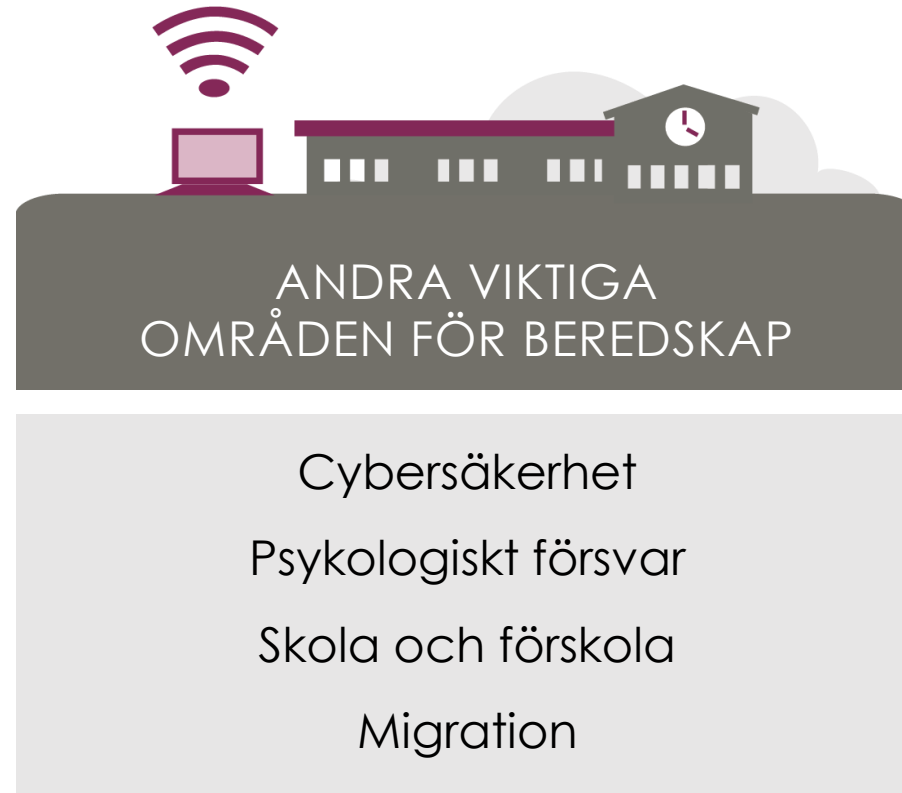 ANDRA VIKTIGA
OMRÅDEN FÖR BEREDSKAP
Cybersäkerhet
Psykologiskt försvar
Skola och förskola
Migration